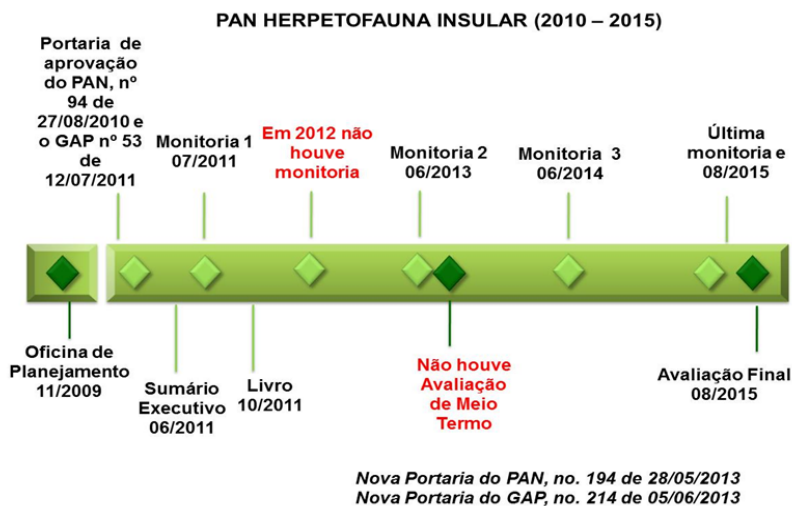 PAN HERPETOFAUNA INSULAR (2010 – 2015)
Portaria de
aprovação
do PAN, nº
94 de
27/08/2010 e
o GAP nº 53
de
12/07/2011
Monitoria 1
07/2011
Em 2012 não
houve
monitoria
Monitoria 2
06/2013
Monitoria 3
06/2014
Última
monitoria e
08/2015
Oficina de
Planejamento
11/2009
Sumário
Executivo
06/2011
Livro
10/2011
Não houve
Avaliação
de Meio
Termo
Avaliação Final
08/2015
Nova Portaria do PAN, no. 194 de 28/05/2013
Nova Portaria do GAP, no. 214 de 05/06/2013